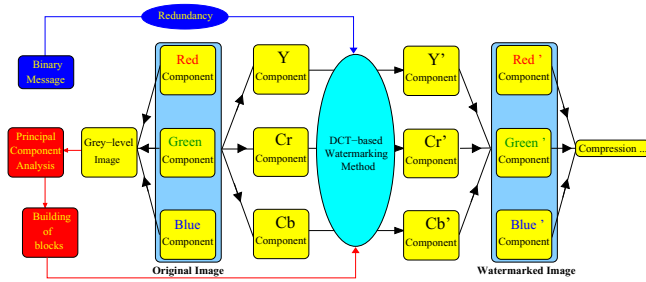 Redundancy
Binary
Message
Red
Component
Green
Component
Blue
Component
Original Image
Grey-level
Image
Principal
Component
Analysis
Building
of
blocks
Y
Component
Cr
Component
Cb
Component
DCT-based
Watermarking
Method
Y'
Component
Cr'
Component
Cb'
Component
Red '
Component
Green '
Component
Blue '
Component
Watermarked Image
Compression ...